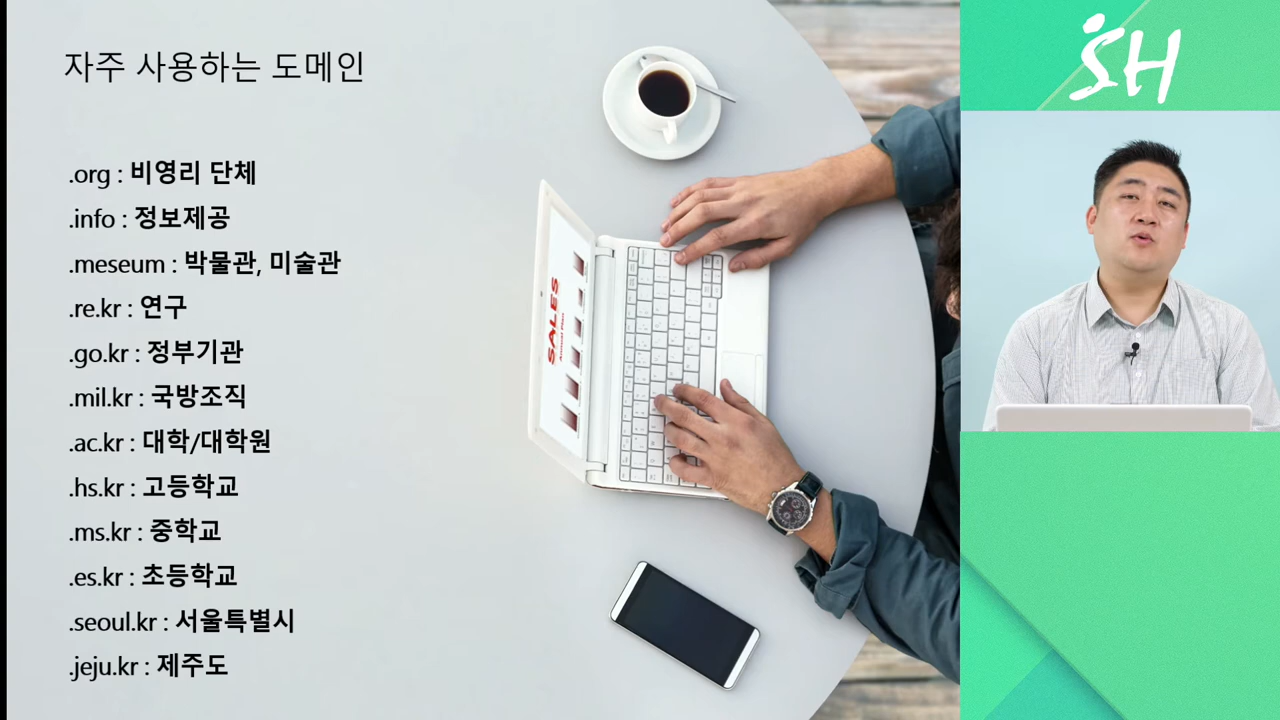 자주 사용하는 도메인
.org : 비영리 단체
.info : 정보제공
.meseum : 박물관, 미술관
.re.kr : 연구
.go.kr : 정부기관
.mil.kr : 국방조직
.ac.kr : 대학/대학원
.hs.kr : 고등학교
.ms.kr : 중학교
.es.kr : 초등학교
.seoul.kr : 서울특별시
.jeju.kr : 제주도
SALES
Annual Plan
SH